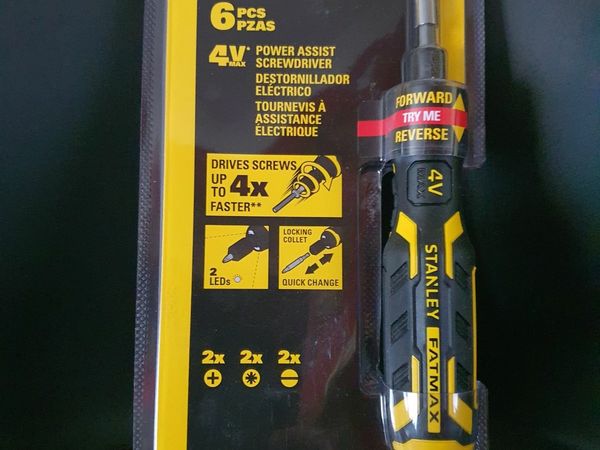 6 PCS
PZAS
4V MAX*
POWER ASSIST
SCREWDRIVER
DESTORNILLADOR
ELÉCTRICO
TOURNEVIS À
ASSISTANCE
ÉLECTRIQUE
DRIVES SCREWS
UP TO 4x
FASTER**
2
LEDs
LOCKING
COLLET
QUICK CHANGE
2x 2x 2x
FORWARD
TRY ME
REVERSE
4V
MAX
STANLEY
FATMAX